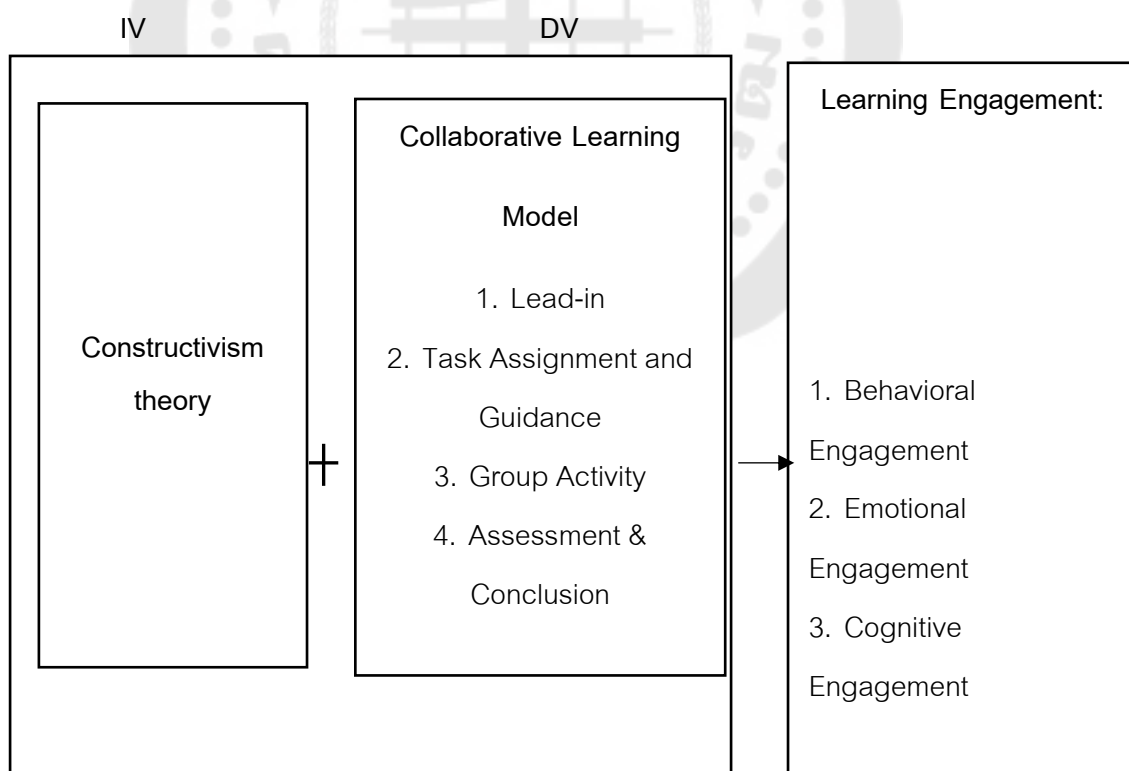 IV
DV
Constructivism
theory
+
Collaborative Learning
Model
1. Lead-in
2. Task Assignment and
Guidance
3. Group Activity
4. Assessment &
Conclusion
Learning Engagement:
1. Behavioral
Engagement
2. Emotional
Engagement
3. Cognitive
Engagement